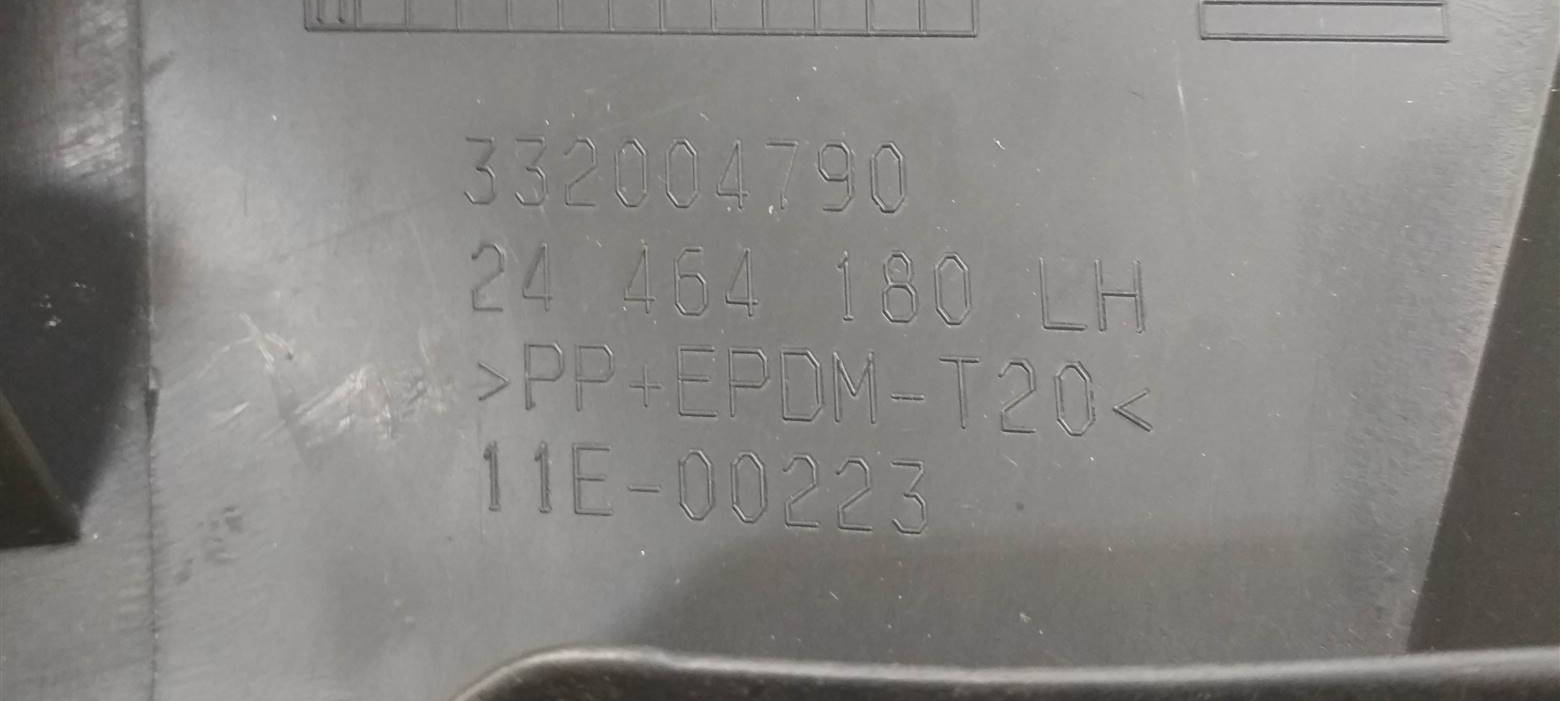 332004790
24 464 180 LH
>PP+EPDM-T20<
11E-00223